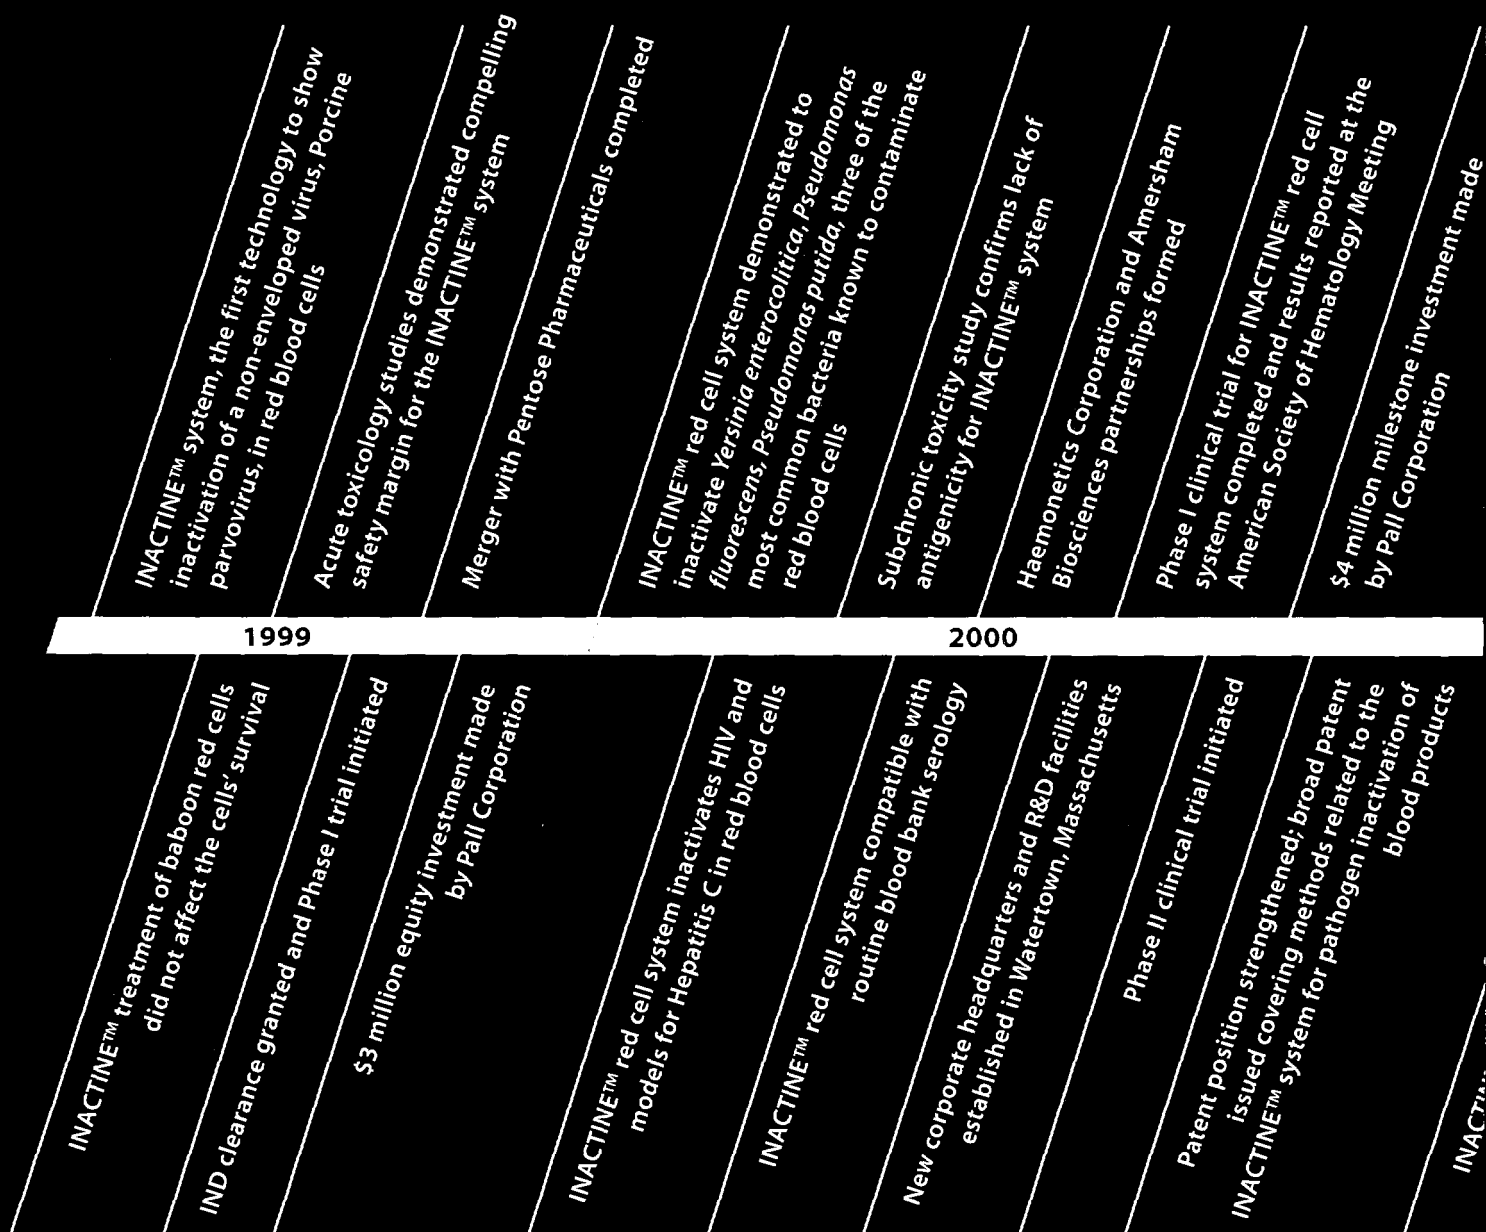 INACTINE™ system, the first technology to show
inactivation of a non-enveloped virus, Porcine
parvovirus, in red blood cells
Acute toxicology studies demonstrated compelling
safety margin for the INACTINE™ system
Merger with Pentose Pharmaceuticals completed
INACTINE™ red cell system demonstrated to
inactivate Yersinia enterocolitica, Pseudomonas
fluorescens, Pseudomonas putida, three of the
most common bacteria known to contaminate
red blood cells
Subchronic toxicity study confirms lack of
antigenicity for INACTINE™ system
Haemonetics Corporation and Amersham
Biosciences partnerships formed
Phase I clinical trial for INACTINE™ red cell
system completed and results reported at the
American Society of Hematology Meeting
$4 million milestone investment made
by Pall Corporation
1999
2000
INACTINE™ treatment of baboon red cells
did not affect the cells' survival
IND clearance granted and Phase I trial initiated
$3 million equity investment made
by Pall Corporation
INACTINE™ red cell system inactivates HIV and
models for Hepatitis C in red blood cells
INACTINE™ red cell system compatible with
routine blood bank serology
New corporate headquarters and R&D facilities
established in Watertown, Massachusetts
Phase II clinical trial initiated
Patent position strengthened; broad patent
issued covering methods related to the
INACTINE™ system for pathogen inactivation of
blood products